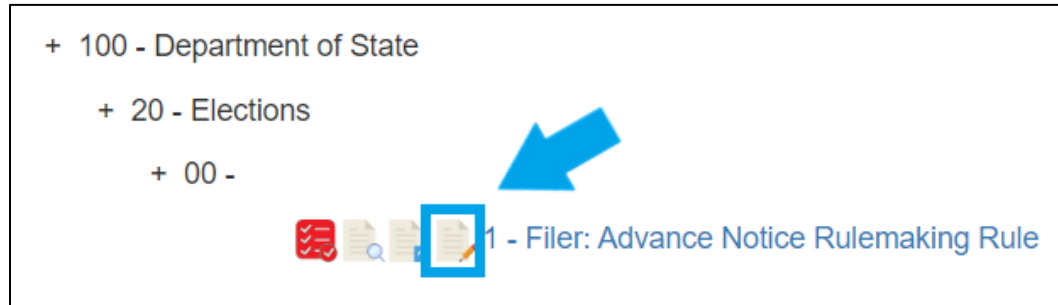 + 100 - Department of State
+ 20 - Elections
+ 00 -
1 - Filer: Advance Notice Rulemaking Rule